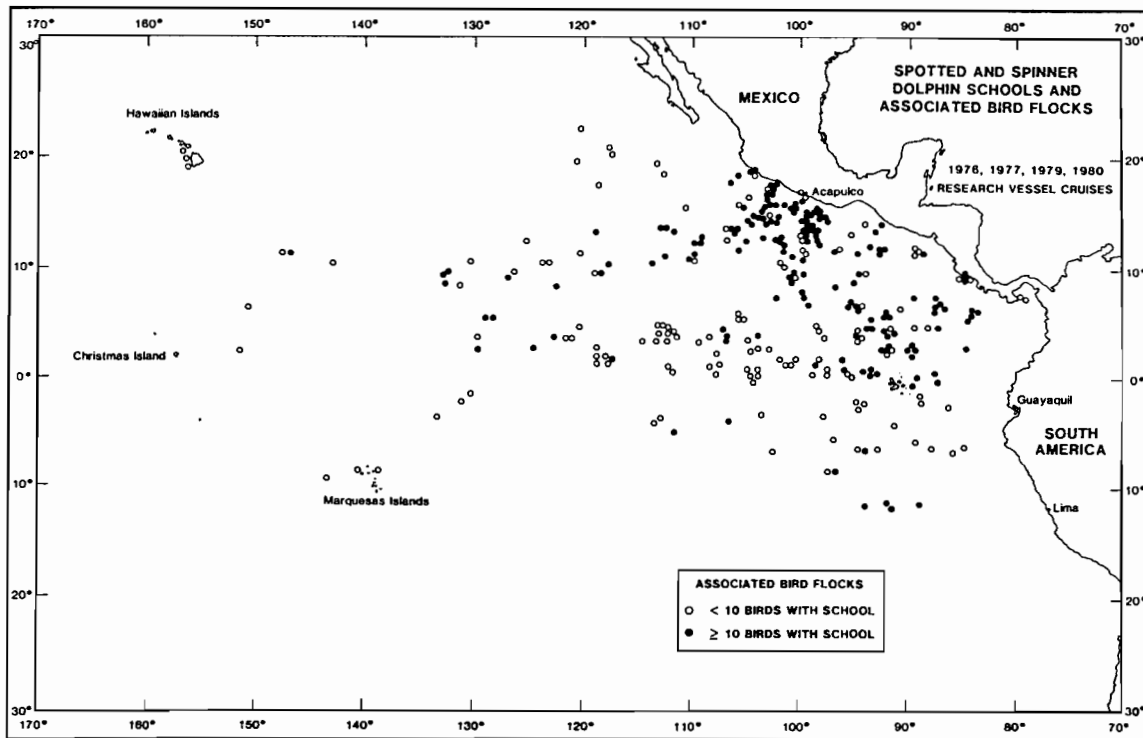 170° 160° 150° 140° 130° 120° 110° 100° 90° 80° 70°
30° 30°
SPOTTED AND SPINNER
DOLPHIN SCHOOLS AND
ASSOCIATED BIRD FLOCKS
MEXICO
Hawaiian Islands
20° 20°
1976, 1977, 1979, 1980
RESEARCH VESSEL CRUISES
Acapulco
10° 10°
Christmas Island
0° 0°
Guayaquil
SOUTH
AMERICA
10° 10°
Marquesas Islands
Lima
ASSOCIATED BIRD FLOCKS
○ < 10 BIRDS WITH SCHOOL
● ≥ 10 BIRDS WITH SCHOOL
20° 20°
30° 30°
170° 160° 150° 140° 130° 120° 110° 100° 90° 80° 70°